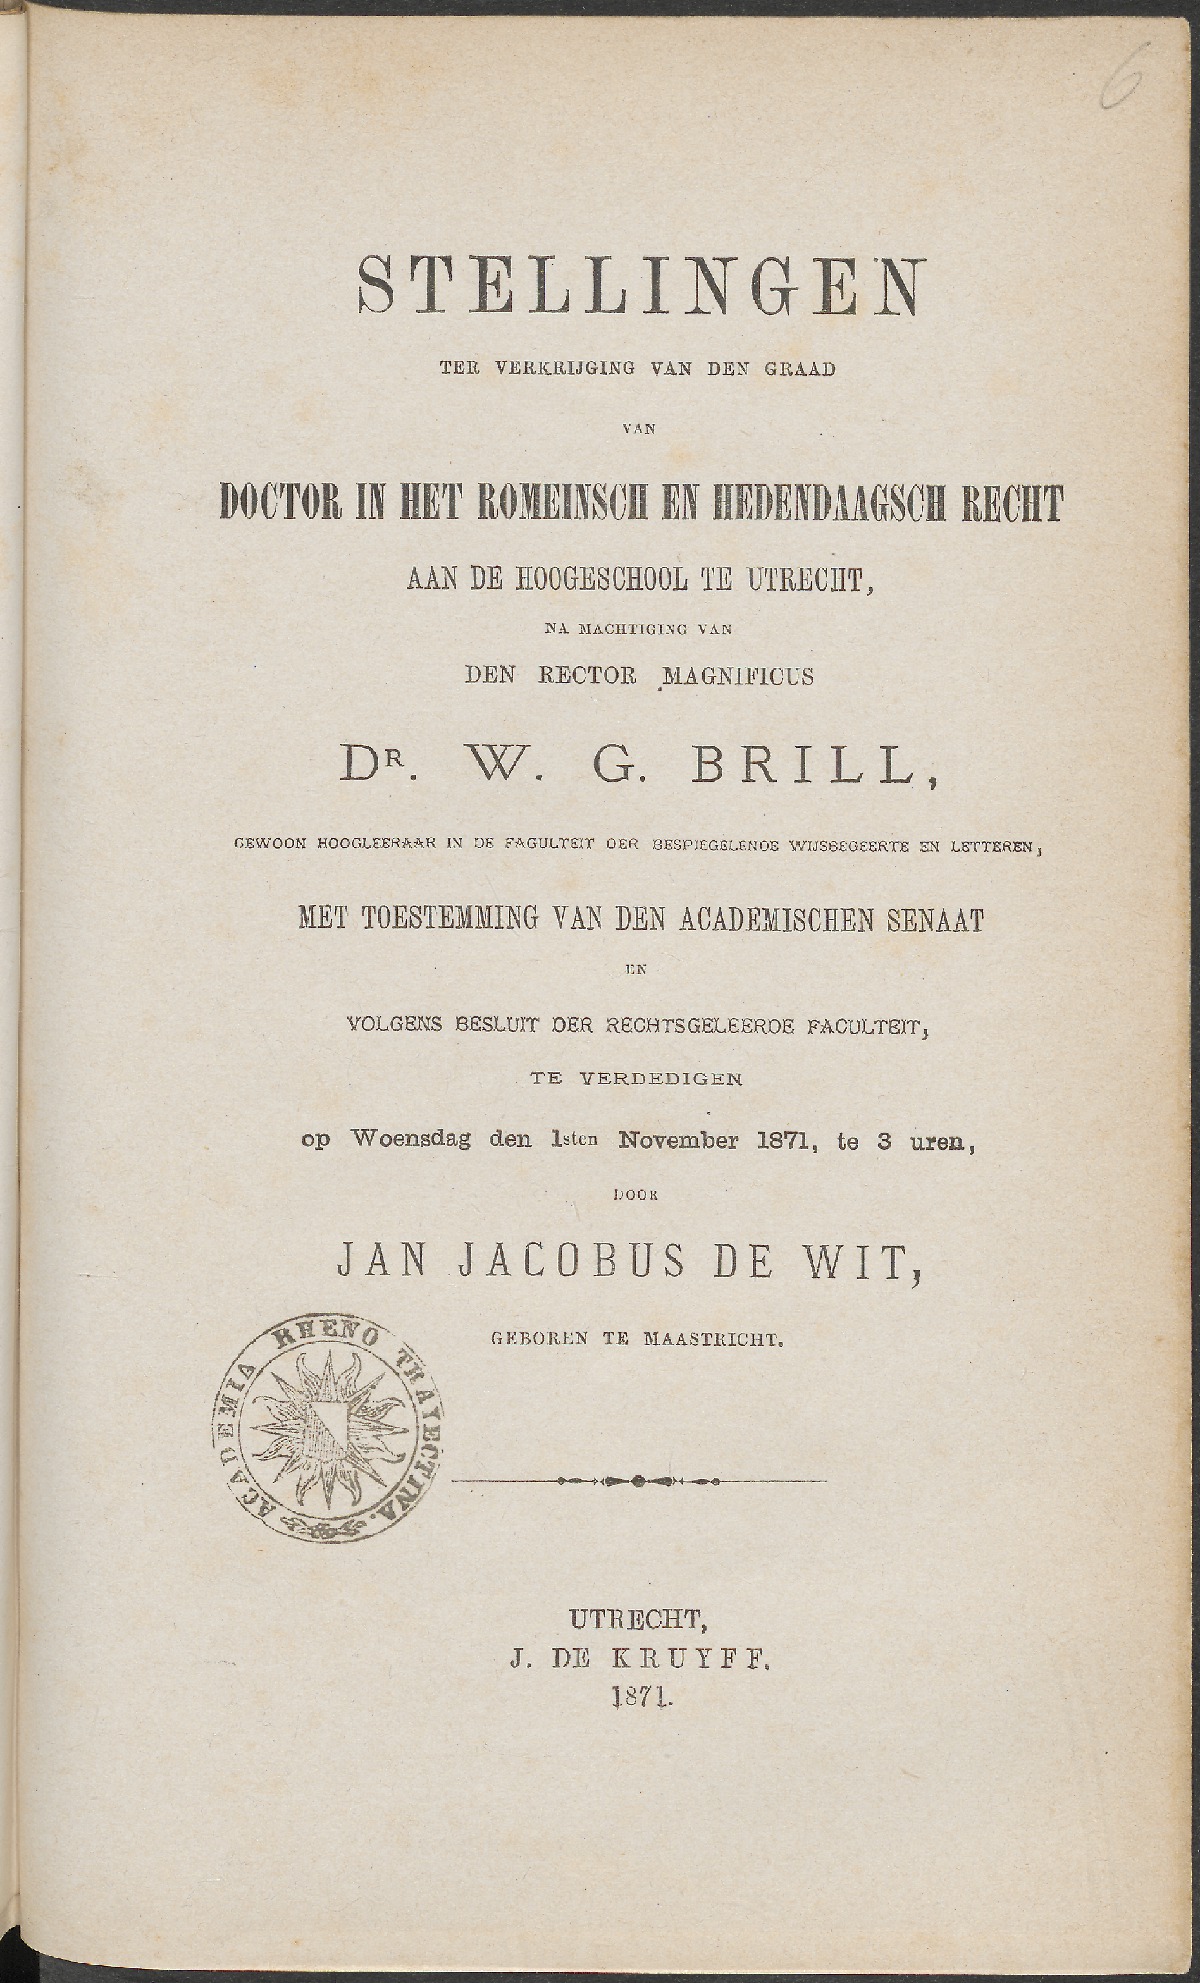 6
STELLINGEN
TER VERKRIJGING VAN DEN GRAAD
VAN
DOCTOR IN HET ROMEINSCH EN HEDENDAAGSCH RECHT
AAN DE HOOGESCHOOL TE UTRECHT,
NA MACHTIGING VAN
DEN RECTOR MAGNIFICUS
DR. W. G. BRILL,
GEWOON HOOGLEERAAR IN DE FACULTEIT DER BESPIEGELENDE WIJSBEGEERTE EN LETTEREN,
MET TOESTEMMING VAN DEN ACADEMISCHEN SENAAT
EN
VOLGENS BESLUIT DER RECHTSGELEERDE FACULTEIT,
TE VERDEDIGEN
op Woensdag den 1sten November 1871, te 3 uren,
DOOR
JAN JACOBUS DE WIT,
GEBOREN TE MAASTRICHT.
ACADEMIA RHENO TRAYECTINA.
UTRECHT,
J. DE KRUYFF.
1871.